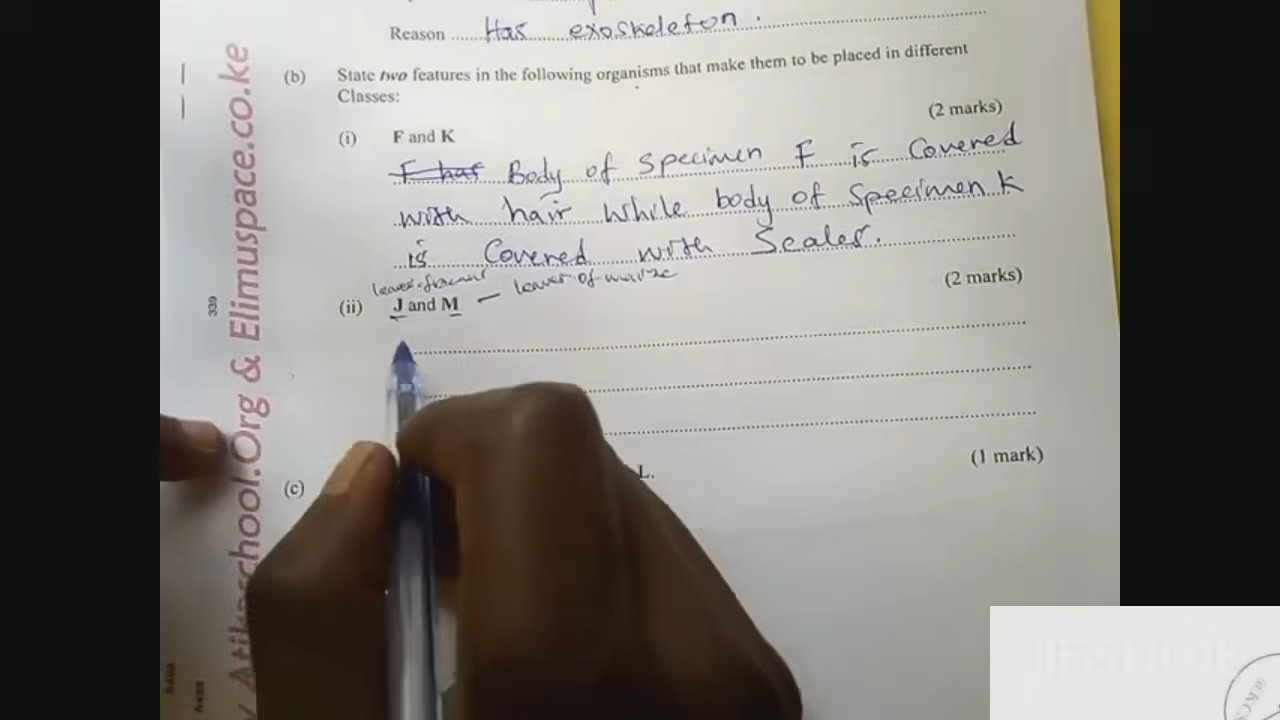 Reason ...... Has exoskeleton.
(b) State two features in the following organisms that make them to be placed in different
Classes:
(2 marks)
(i) F and K
F has Body of specimen F is Covered
with hair while body of specimen K
is Covered with Scales.
leaves of
leaves of maize
(ii) J and M
(2 marks)
(c)
L.
(1 mark)
339
Org & Elimuspace.co.ke